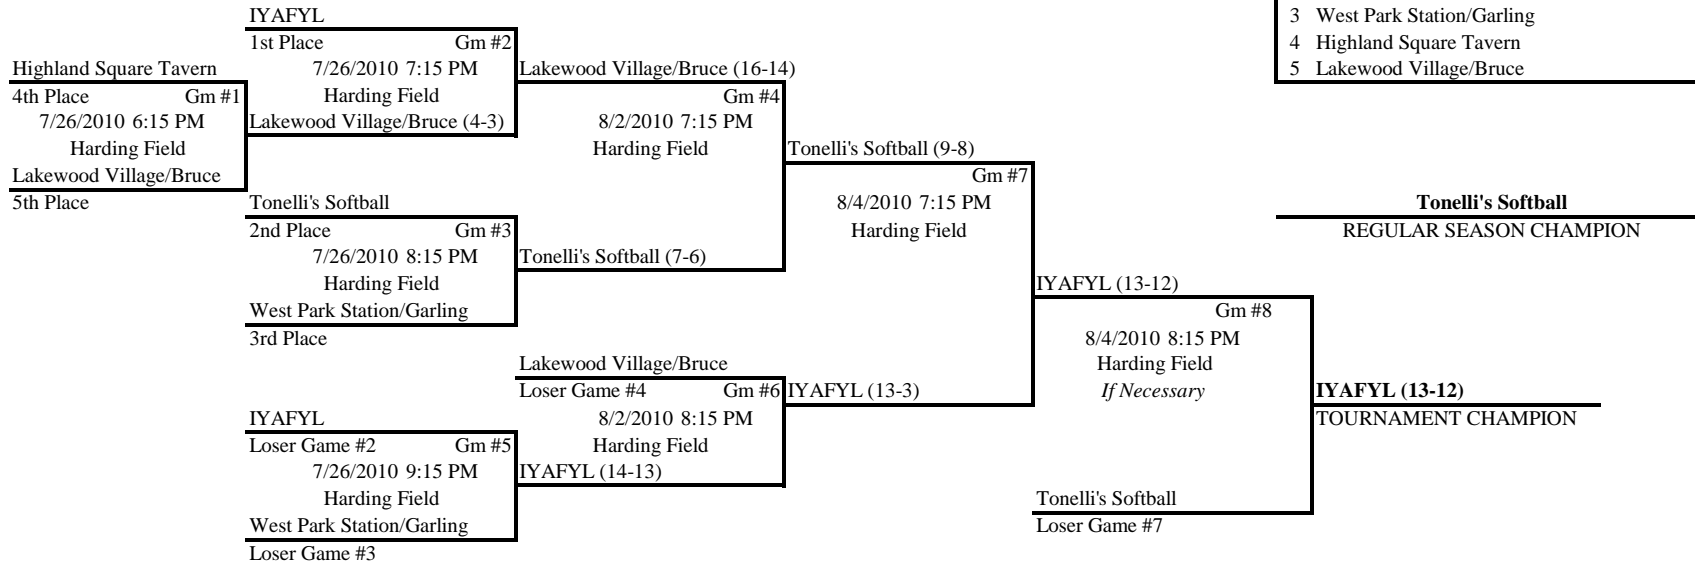 IYAFYL
1st Place Gm #2
7/26/2010 7:15 PM
Harding Field
Lakewood Village/Bruce (4-3)
Highland Square Tavern
4th Place Gm #1
7/26/2010 6:15 PM
Harding Field
Lakewood Village/Bruce
5th Place
Tonelli's Softball
2nd Place Gm #3
7/26/2010 8:15 PM
Harding Field
West Park Station/Garling
3rd Place
Lakewood Village/Bruce (16-14)
Gm #4
8/2/2010 7:15 PM
Harding Field
Tonelli's Softball (7-6)
Lakewood Village/Bruce
Loser Game #4 Gm #6
8/2/2010 8:15 PM
Harding Field
IYAFYL (14-13)
IYAFYL
Loser Game #2 Gm #5
7/26/2010 9:15 PM
Harding Field
West Park Station/Garling
Loser Game #3
Tonelli's Softball (9-8)
Gm #7
8/4/2010 7:15 PM
Harding Field
IYAFYL (13-3)
IYAFYL (13-12)
Gm #8
8/4/2010 8:15 PM
Harding Field
If Necessary
Tonelli's Softball
Loser Game #7
IYAFYL (13-12)
TOURNAMENT CHAMPION
3 West Park Station/Garling
4 Highland Square Tavern
5 Lakewood Village/Bruce
Tonelli's Softball
REGULAR SEASON CHAMPION